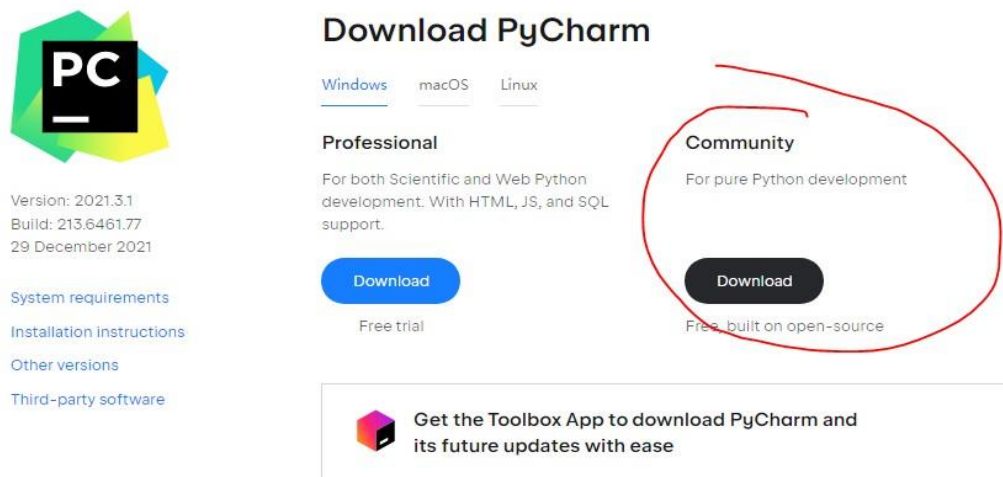 PC
Version: 2021.3.1
Build: 213.6461.77
29 December 2021
System requirements
Installation instructions
Other versions
Third-party software
Download PyCharm
Windows macOS Linux
Professional
For both Scientific and Web Python
development. With HTML, JS, and SQL
support.
Download
Free trial
Community
For pure Python development
Download
Free, built on open-source
Get the Toolbox App to download PyCharm and
its future updates with ease